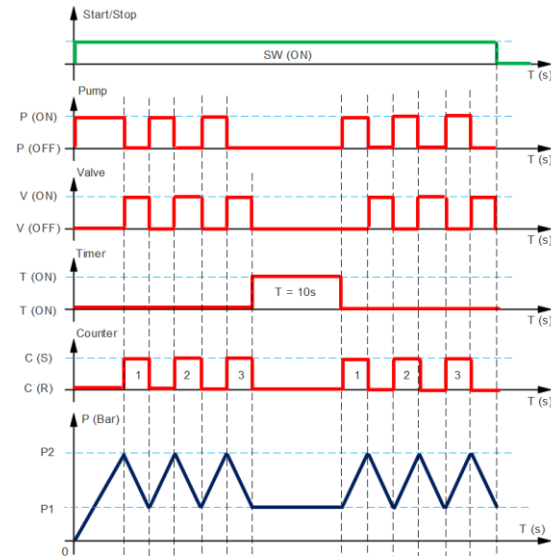 Start/Stop
SW (ON)
T (s)
Pump
P (ON)
P (OFF)
T (s)
Valve
V (ON)
V (OFF)
T (s)
Timer
T (ON)
T = 10s
T (ON)
T (s)
Counter
C (S)
1 2 3 1 2 3
C (R)
T (s)
P (Bar)
P2
P1
T (s)
0